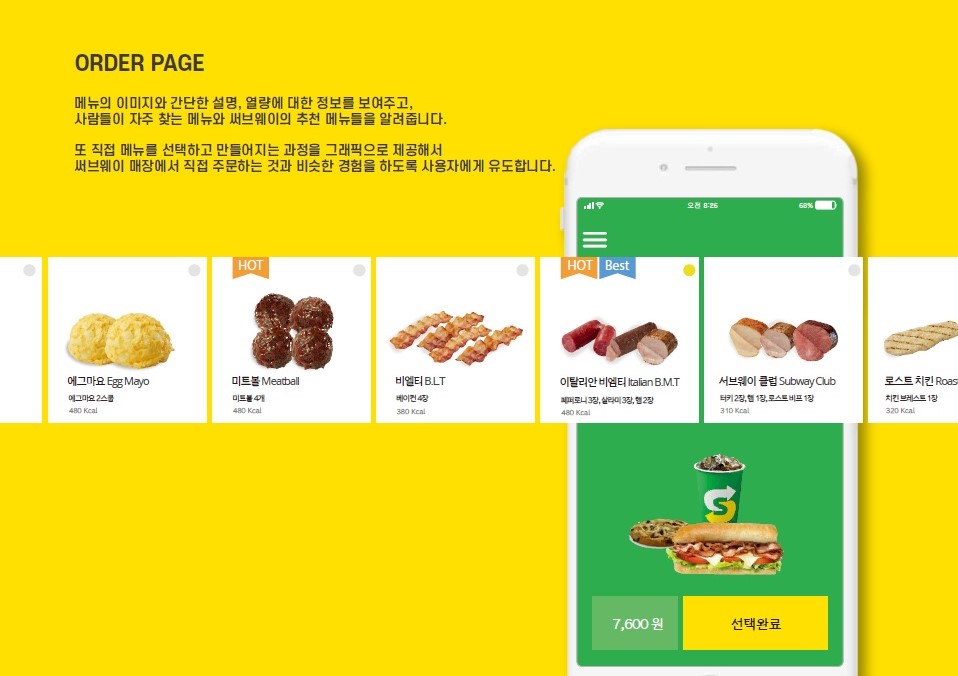 ORDER PAGE
메뉴의 이미지와 간단한 설명, 열량에 대한 정보를 보여주고,
사람들이 자주 찾는 메뉴와 써브웨이의 추천 메뉴들을 알려줍니다.
또 직접 메뉴를 선택하고 만들어지는 과정을 그래픽으로 제공해서
써브웨이 매장에서 직접 주문하는 것과 비슷한 경험을 하도록 사용자에게 유도합니다.
오전 8:26
68%
에그마요 Egg Mayo
에그마요 2스쿱
480 Kcal
HOT
미트볼 Meatball
미트볼 4개
480 Kcal
비엘티 B.L.T
베이컨 4장
380 Kcal
HOT Best
이탈리안 비엠티 Italian B.M.T
페퍼로니 3장, 살라미 3장, 햄 2장
480 Kcal
서브웨이 클럽 Subway Club
터키 2장, 햄 1장, 로스트 비프 1장
310 Kcal
로스트 치킨 Roas
치킨 브레스트 1장
320 Kcal
S
7,600 원
선택완료